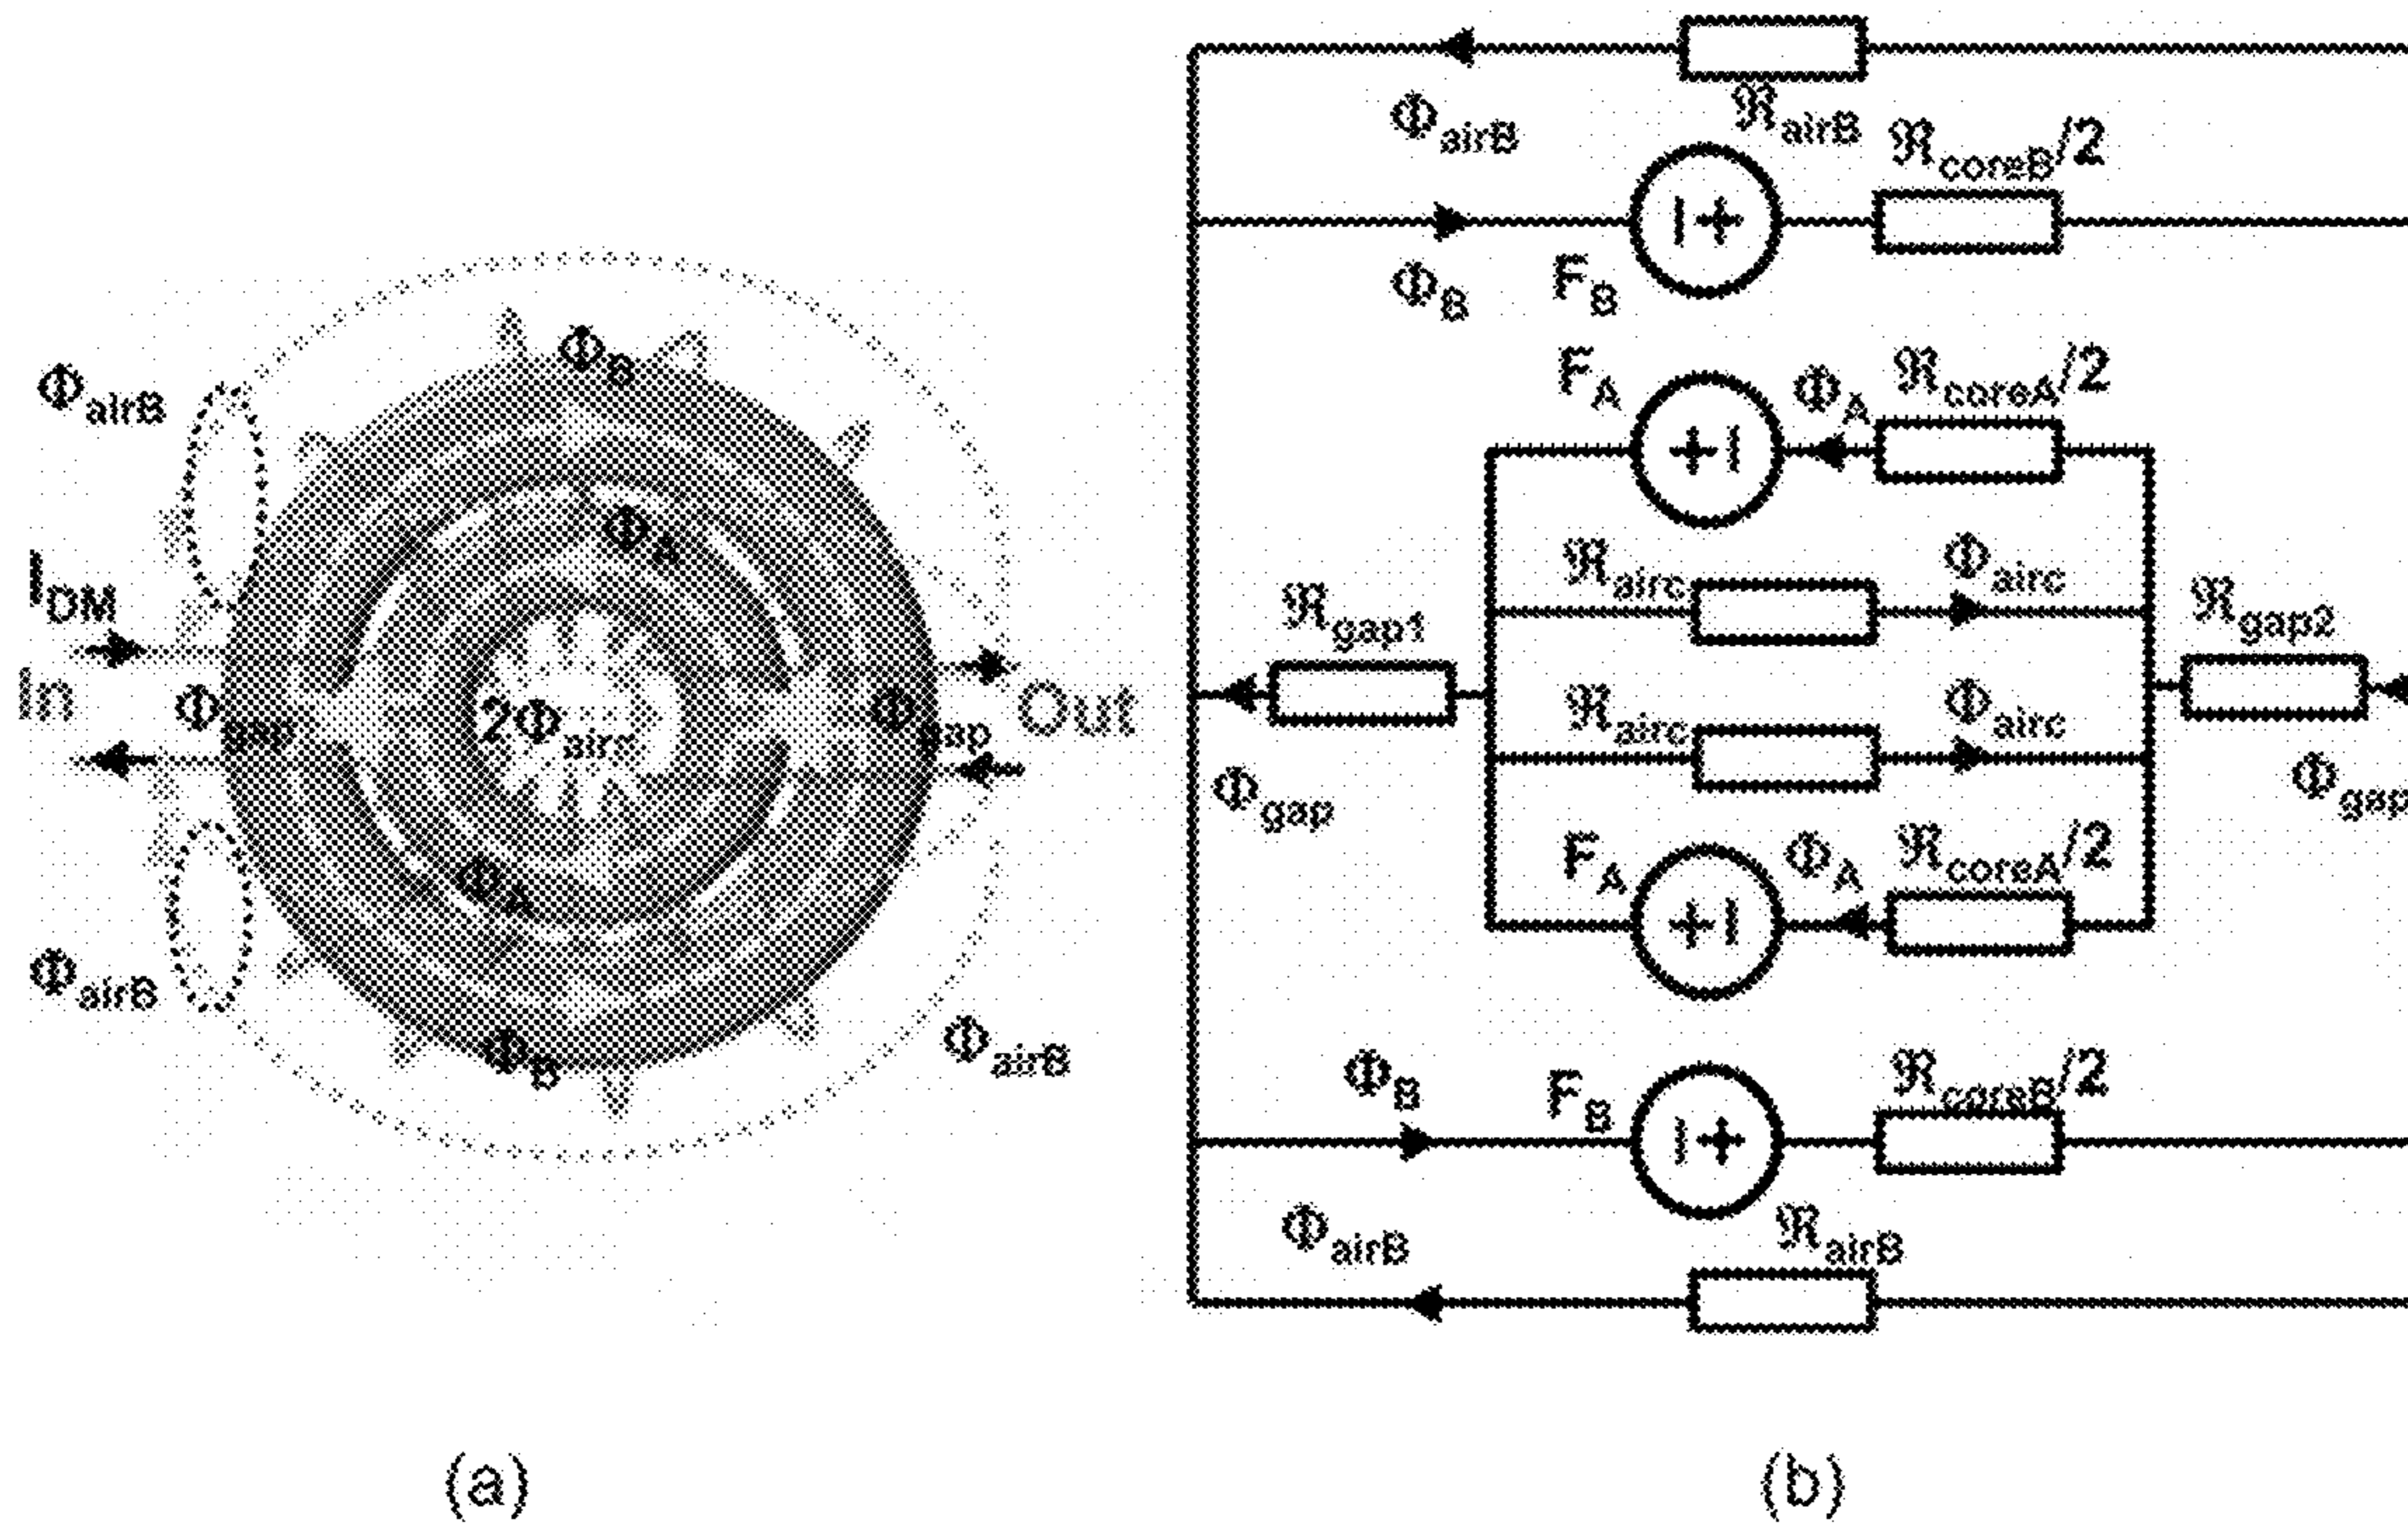 Φ_B
Φ_airB
Φ_A
I_DM
In
Φ_gap
2Φ_airc
Φ_gap
Out
Φ_A
Φ_airB
Φ_B
Φ_airB
(a)
Φ_airB
ℜ_airB
ℜ_coreB/2
Φ_B
F_B
F_A
Φ_A
ℜ_coreA/2
ℜ_airc
Φ_airc
ℜ_gap1
ℜ_gap2
ℜ_airc
Φ_airc
Φ_gap
Φ_gap
F_A
Φ_A
ℜ_coreA/2
Φ_B
F_B
ℜ_coreB/2
Φ_airB
ℜ_airB
(b)